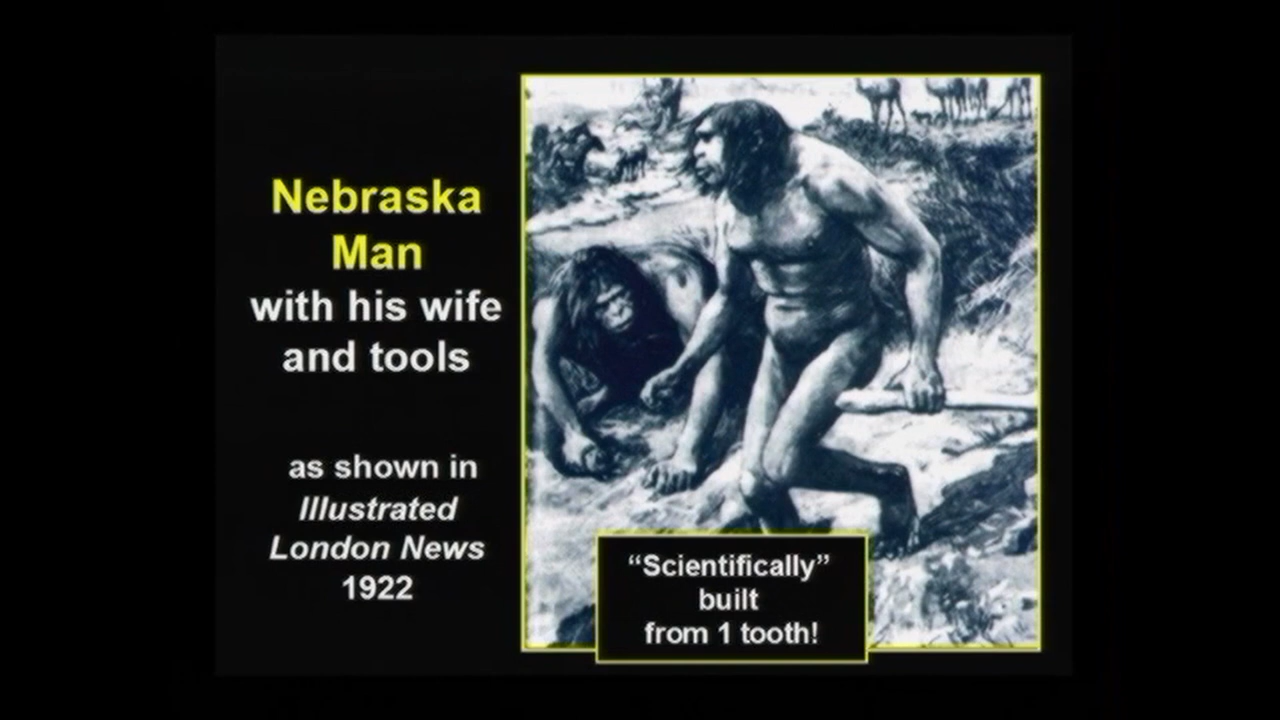 Nebraska
Man
with his wife
and tools
as shown in
Illustrated
London News
1922
“Scientifically”
built
from 1 tooth!